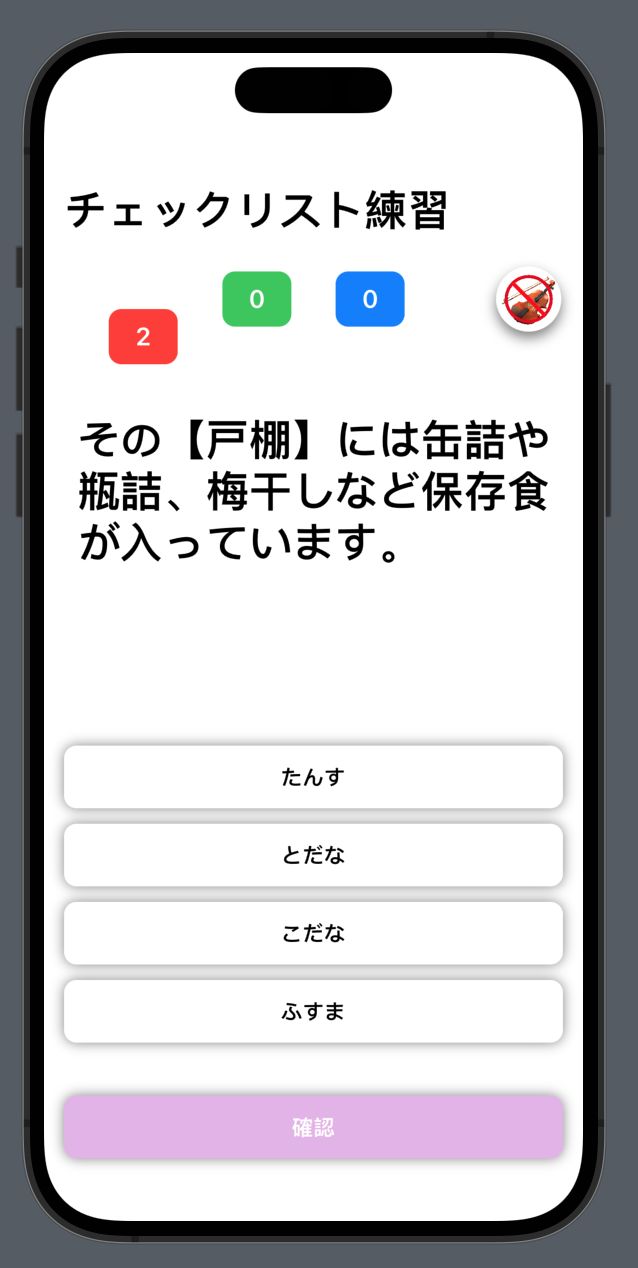 チェックリスト練習
0 0
2
その【戸棚】には缶詰や
瓶詰、梅干しなど保存食
が入っています。
たんす
とだな
こだな
ふすま
確認